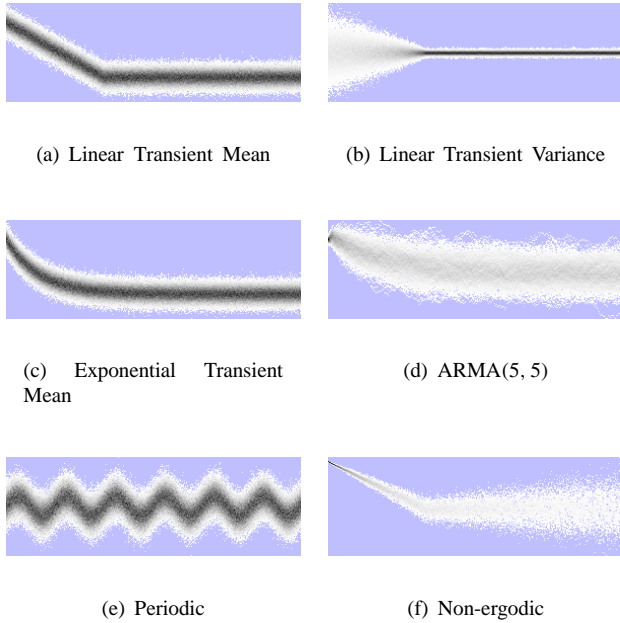 (a) Linear Transient Mean
(b) Linear Transient Variance
(c) Exponential Transient
Mean
(d) ARMA(5, 5)
(e) Periodic
(f) Non-ergodic